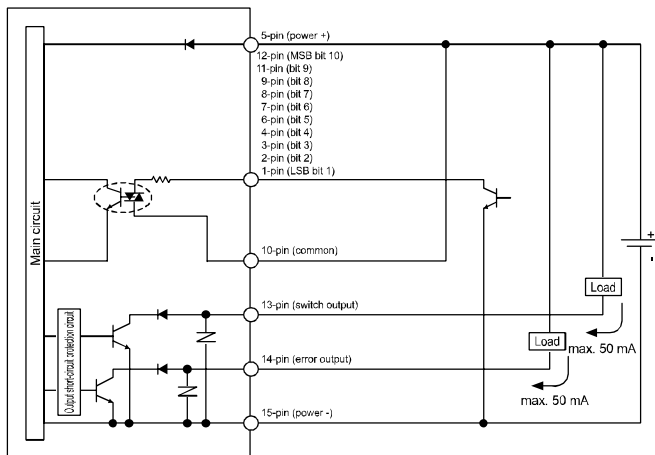 5-pin (power +)
12-pin (MSB bit 10)
11-pin (bit 9)
9-pin (bit 8)
8-pin (bit 7)
7-pin (bit 6)
6-pin (bit 5)
4-pin (bit 4)
3-pin (bit 3)
2-pin (bit 2)
1-pin (LSB bit 1)
Main circuit
+
-
10-pin (common)
13-pin (switch output)
Load
max. 50 mA
Output short-circuit protection circuit
14-pin (error output)
Load
max. 50 mA
15-pin (power -)